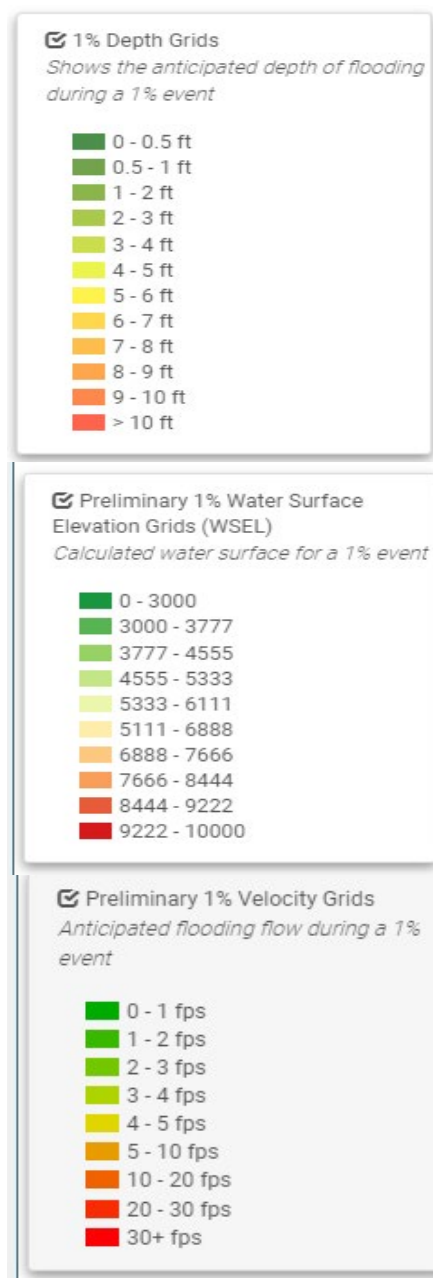 1% Depth Grids
Shows the anticipated depth of flooding
during a 1% event
0 - 0.5 ft
0.5 - 1 ft
1 - 2 ft
2 - 3 ft
3 - 4 ft
4 - 5 ft
5 - 6 ft
6 - 7 ft
7 - 8 ft
8 - 9 ft
9 - 10 ft
> 10 ft
Preliminary 1% Water Surface
Elevation Grids (WSEL)
Calculated water surface for a 1% event
0 - 3000
3000 - 3777
3777 - 4555
4555 - 5333
5333 - 6111
5111 - 6888
6888 - 7666
7666 - 8444
8444 - 9222
9222 - 10000
Preliminary 1% Velocity Grids
Anticipated flooding flow during a 1%
event
0 - 1 fps
1 - 2 fps
2 - 3 fps
3 - 4 fps
4 - 5 fps
5 - 10 fps
10 - 20 fps
20 - 30 fps
30+ fps